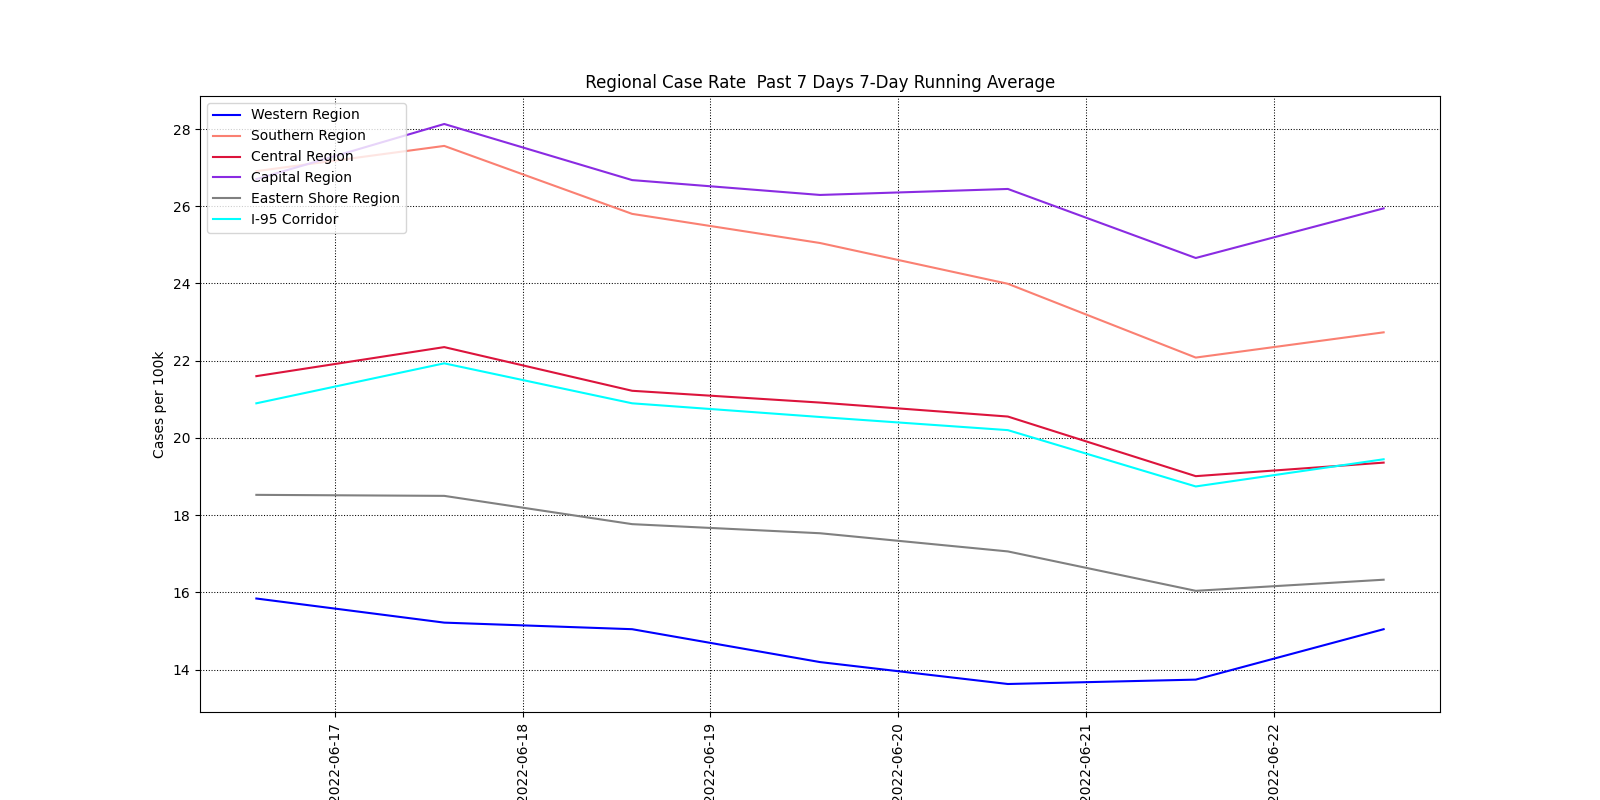 Regional Case Rate  Past 7 Days 7-Day Running Average
Western Region
Southern Region
Central Region
Capital Region
Eastern Shore Region
I-95 Corridor
Cases per 100k
28
26
24
22
20
18
16
14
2022-06-17
2022-06-18
2022-06-19
2022-06-20
2022-06-21
2022-06-22